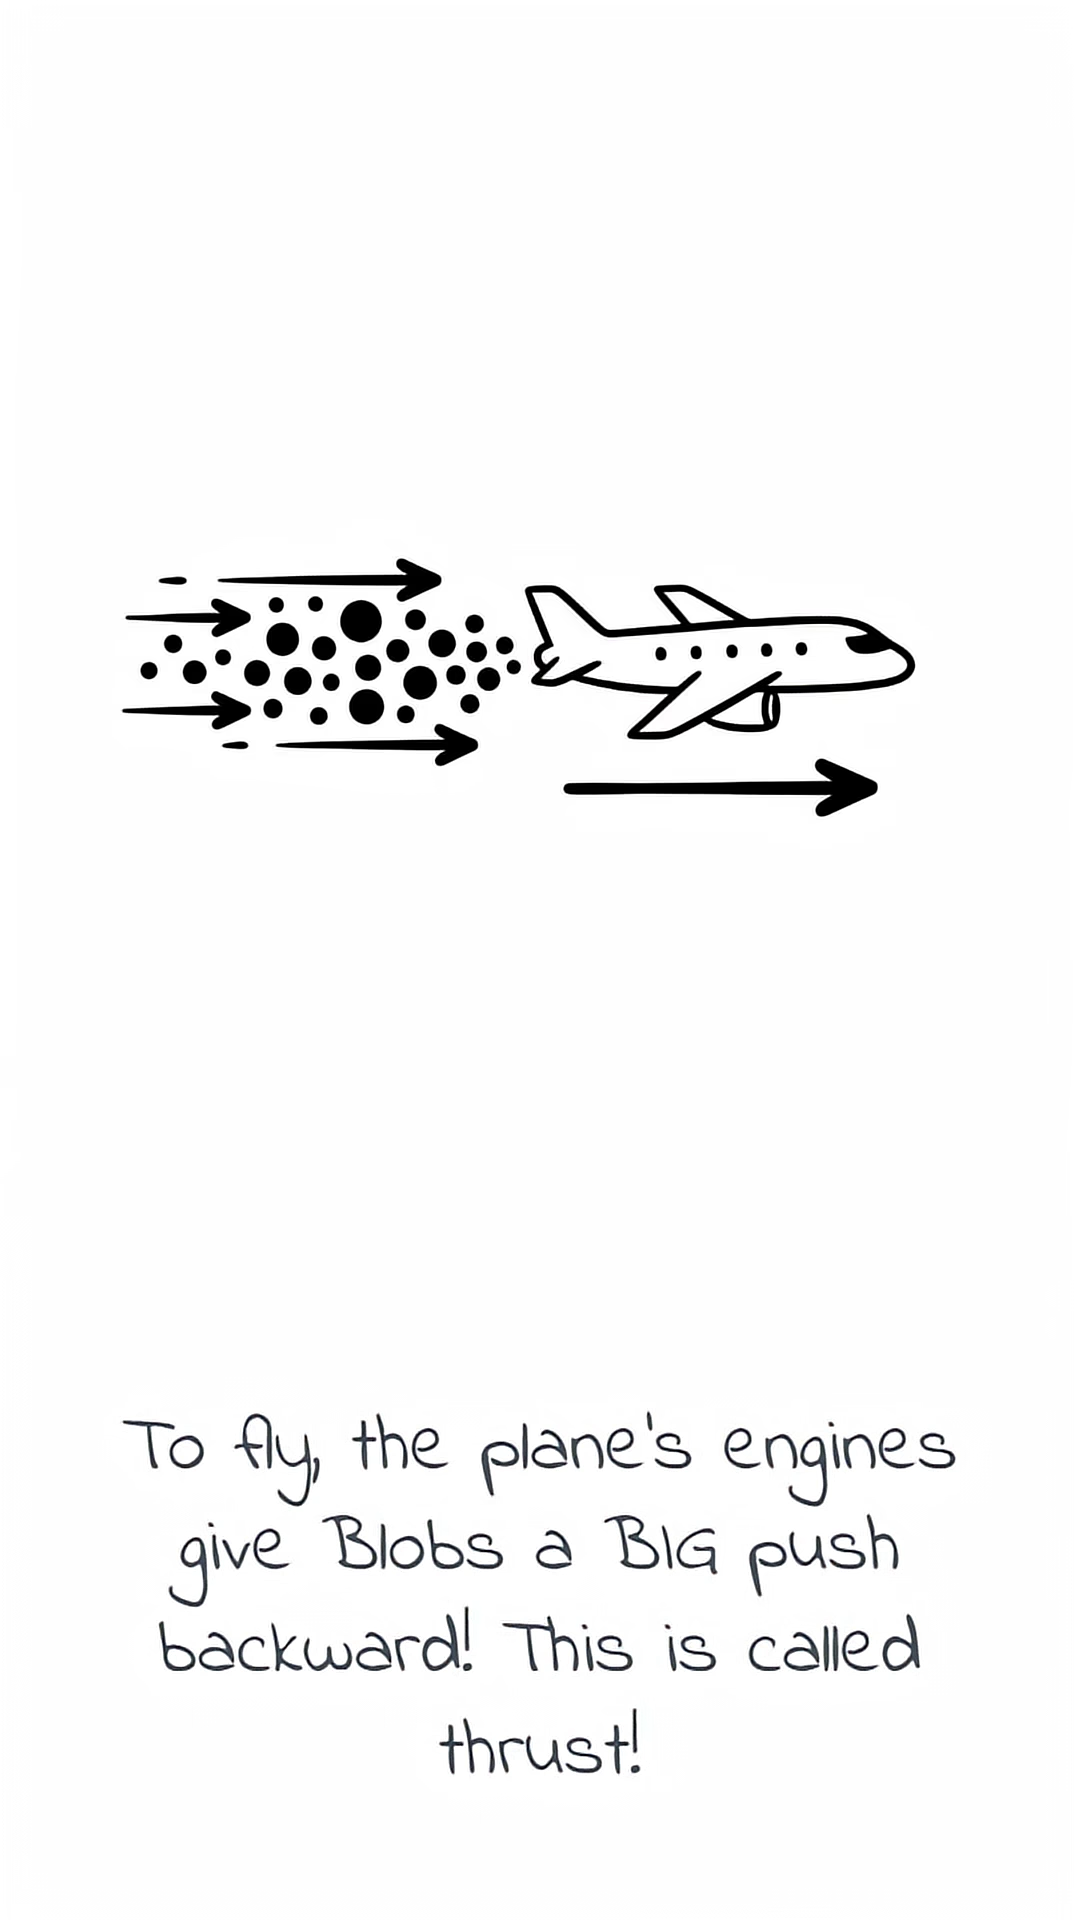 To fly, the plane's engines
give Blobs a BIG push
backward! This is called
thrust!